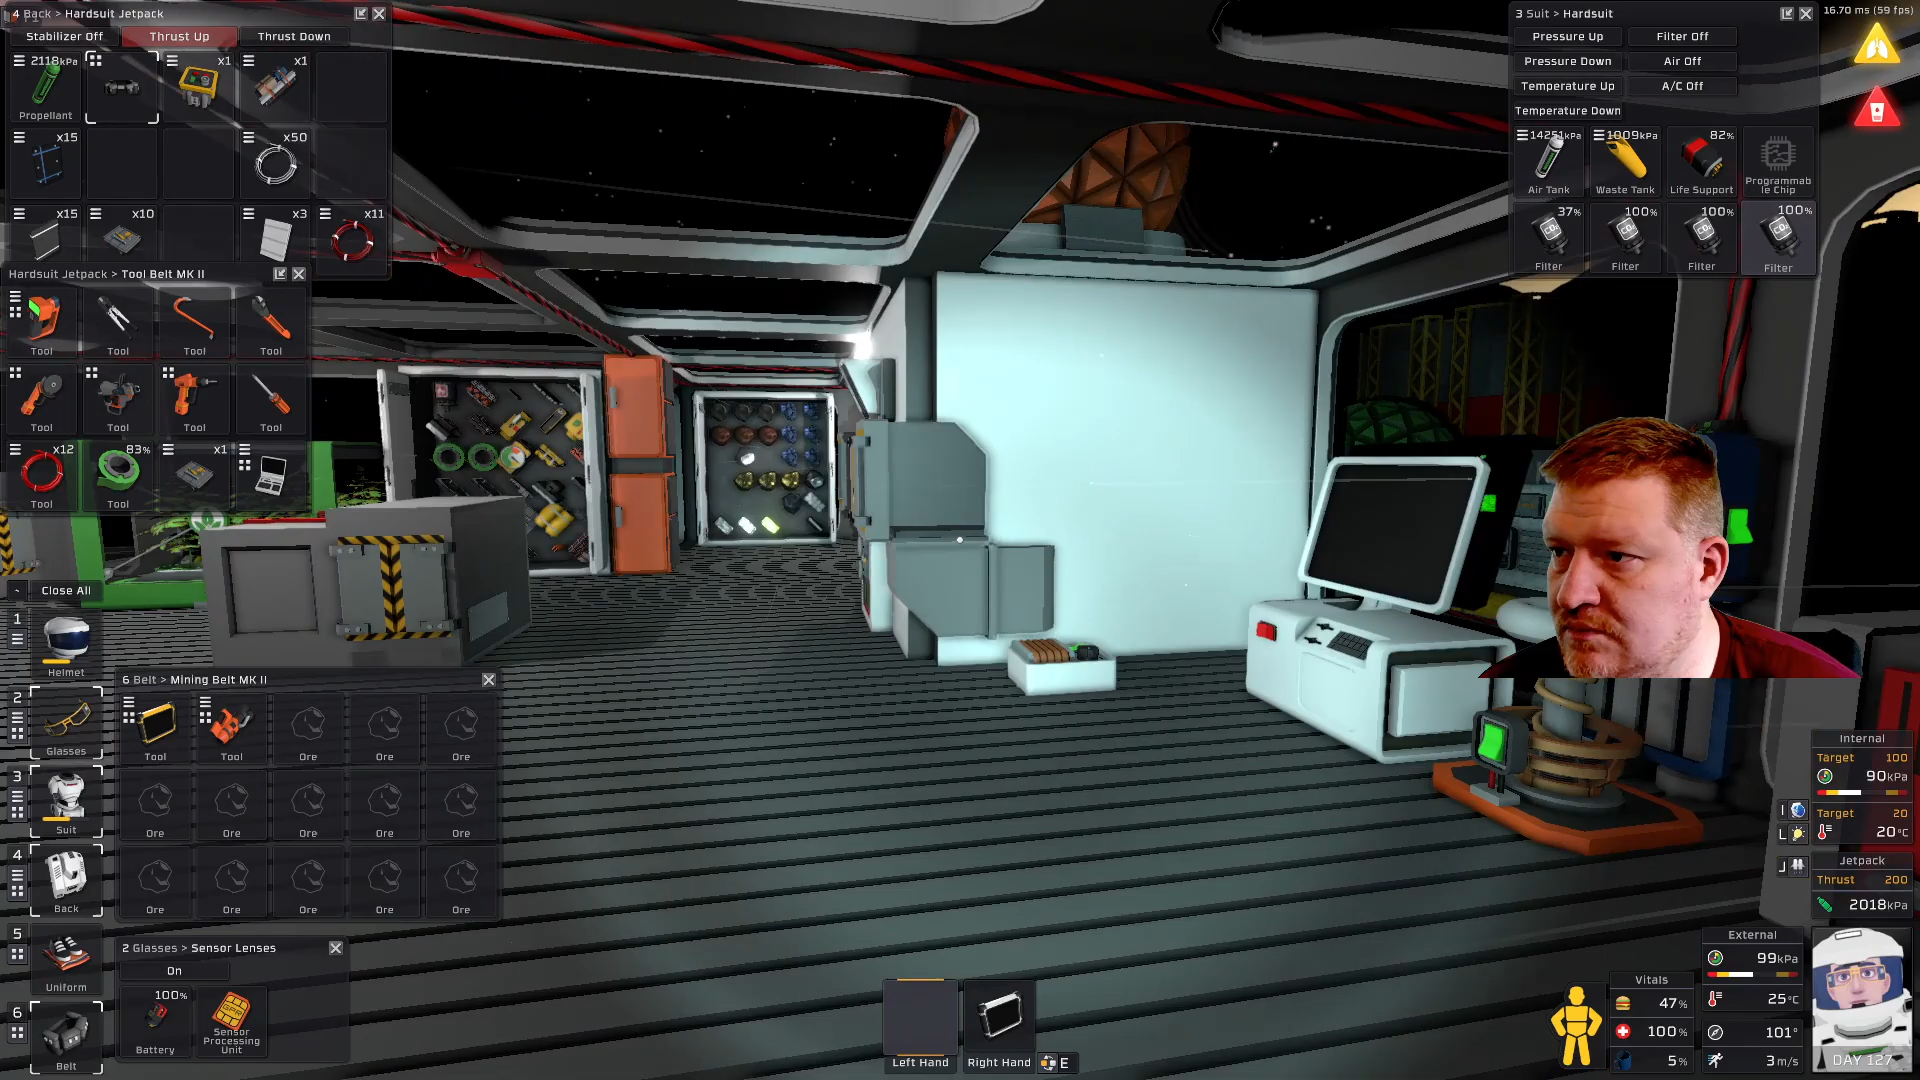 4 Back > Hardsuit Jetpack
Stabilizer Off
Thrust Up
Thrust Down
2118kPa
x1
x1
Propellant
x15
x50
x15
x10
x3
x11
Hardsuit Jetpack > Tool Belt MK II
Tool
Tool
Tool
Tool
Tool
Tool
Tool
Tool
x12
83%
x1
Tool
Tool
~
Close All
1
Helmet
2
Glasses
3
Suit
4
Back
5
Uniform
6
Belt
6 Belt > Mining Belt MK II
Tool
Tool
Ore
Ore
Ore
Ore
Ore
Ore
Ore
Ore
Ore
Ore
Ore
Ore
Ore
2 Glasses > Sensor Lenses
On
100%
Battery
Sensor
Processing
Unit
Left Hand
Right Hand
E
3 Suit > Hardsuit
Pressure Up
Filter Off
Pressure Down
Air Off
Temperature Up
A/C Off
Temperature Down
14251kPa
1009kPa
82%
Air Tank
Waste Tank
Life Support
Programmab
le Chip
37%
100%
100%
100%
Filter
Filter
Filter
Filter
16.70 ms (59 fps)
Internal
Target 100
90kPa
Target 20
20°C
I
L
J
Jetpack
Thrust 200
2018kPa
External
99kPa
25°C
101°
3m/s
Vitals
47%
100%
5%
DAY 127